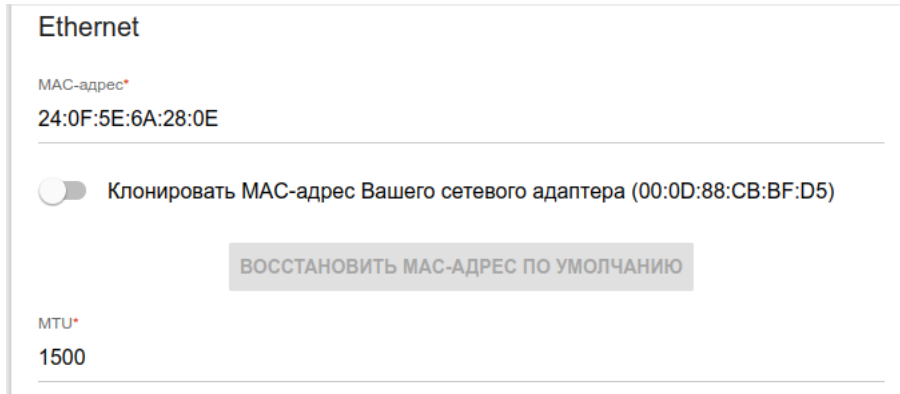 Ethernet
MAC-адрес*
24:0F:5E:6A:28:0E
Клонировать MAC-адрес Вашего сетевого адаптера (00:0D:88:CB:BF:D5)
ВОССТАНОВИТЬ MAC-АДРЕС ПО УМОЛЧАНИЮ
MTU*
1500